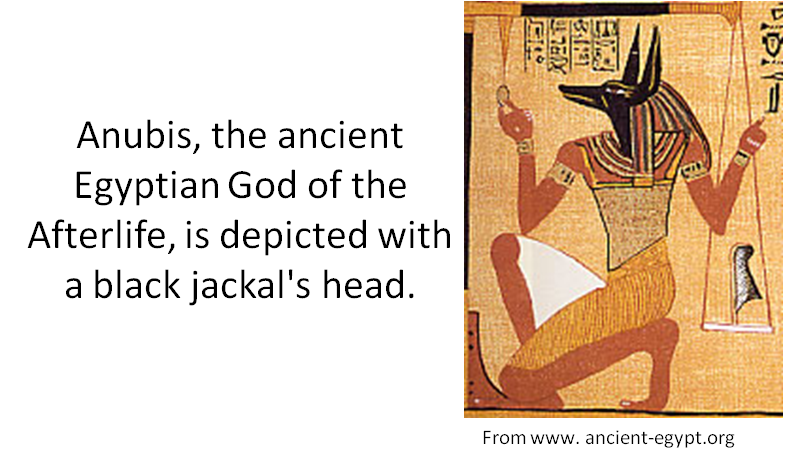 Anubis, the ancient
Egyptian God of the
Afterlife, is depicted with
a black jackal's head.
From www. ancient-egypt.org